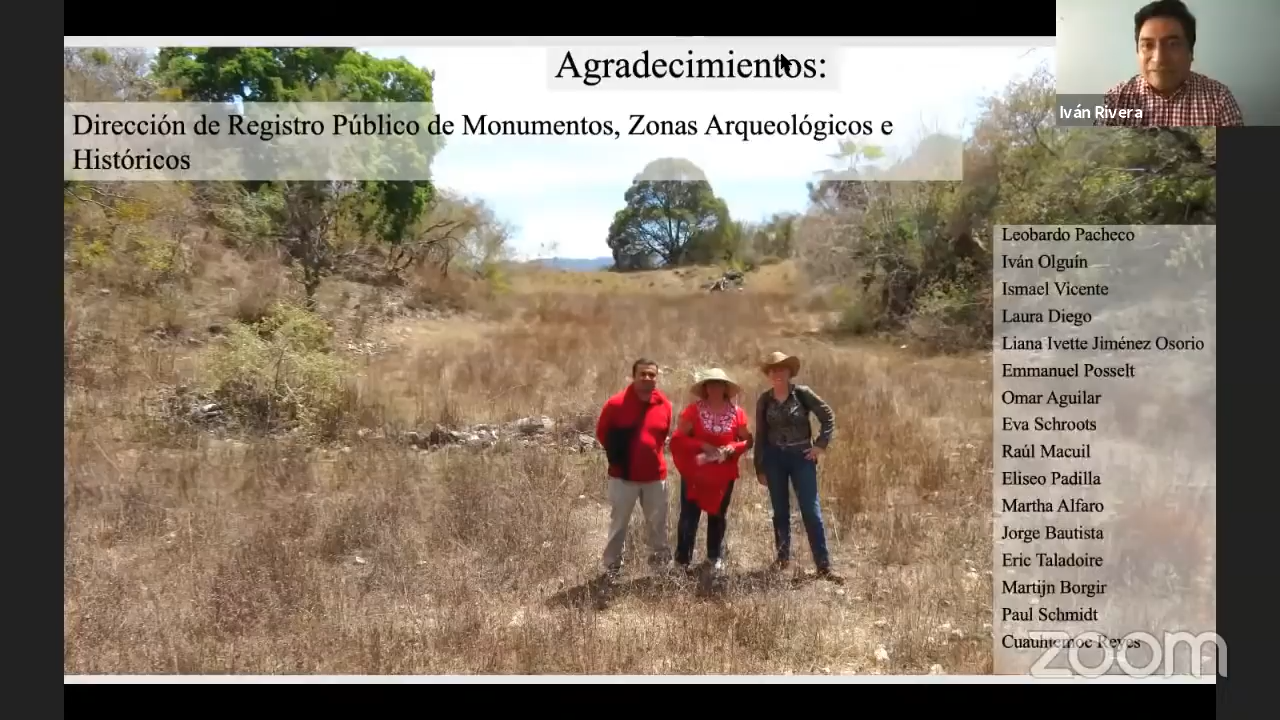 Agradecimientos:
Iván Rivera
Dirección de Registro Público de Monumentos, Zonas Arqueológicos e
Históricos
Leobardo Pacheco
Iván Olguín
Ismael Vicente
Laura Diego
Liana Ivette Jiménez Osorio
Emmanuel Posselt
Omar Aguilar
Eva Schroots
Raúl Macuil
Eliseo Padilla
Martha Alfaro
Jorge Bautista
Eric Taladoire
Martijn Borgir
Paul Schmidt
Cuauhtemoc Reyes
zoom